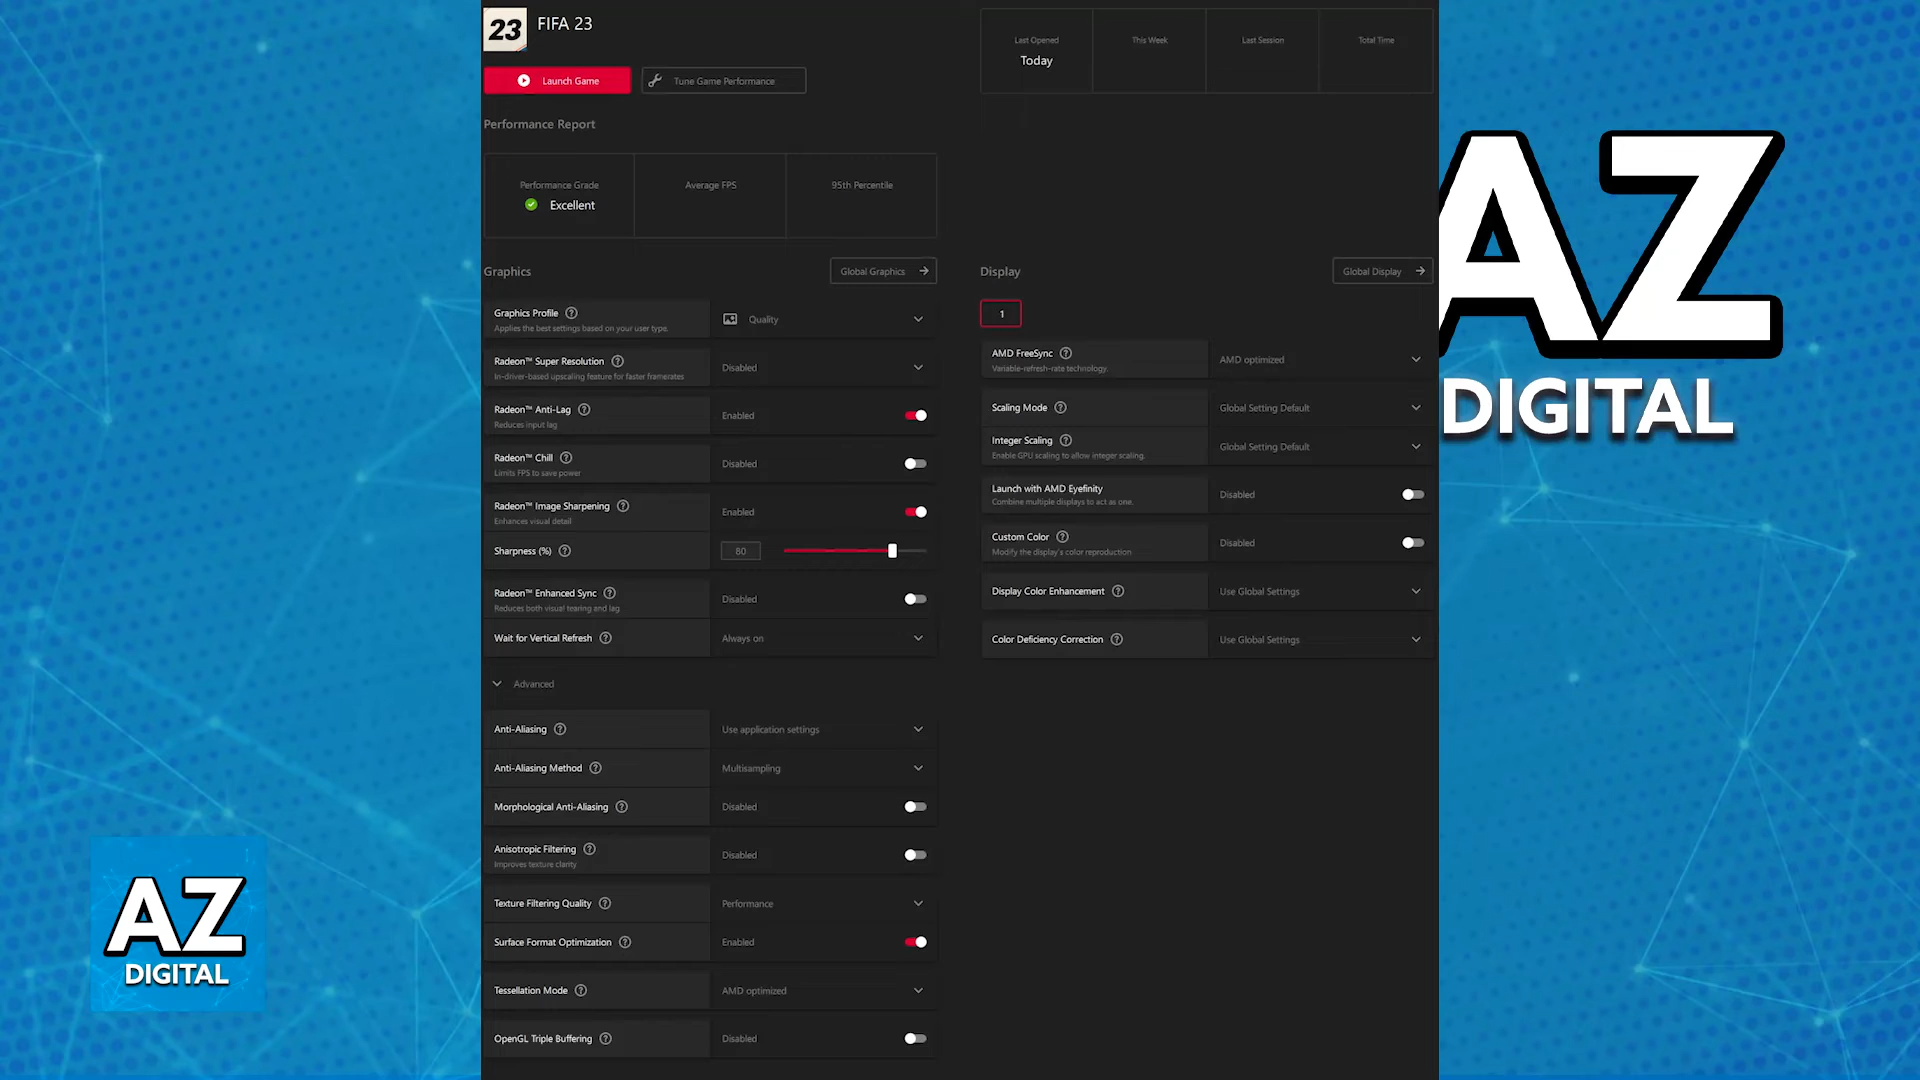 23
FIFA 23
Launch Game
Tune Game Performance
Last Opened
Today
This Week
Last Session
Total Time
Performance Report
Performance Grade
Excellent
Average FPS
95th Percentile
Graphics
Global Graphics
Graphics Profile
Applies the best settings based on your user type.
Quality
Radeon™ Super Resolution
In-driver-based upscaling feature for faster framerates
Disabled
Radeon™ Anti-Lag
Reduces input lag
Enabled
Radeon™ Chill
Limits FPS to save power
Disabled
Radeon™ Image Sharpening
Enhances visual detail
Enabled
Sharpness (%)
80
Radeon™ Enhanced Sync
Reduces both visual tearing and lag
Disabled
Wait for Vertical Refresh
Always on
Advanced
Anti-Aliasing
Use application settings
Anti-Aliasing Method
Multisampling
Morphological Anti-Aliasing
Disabled
Anisotropic Filtering
Improves texture clarity
Disabled
Texture Filtering Quality
Performance
Surface Format Optimization
Enabled
Tessellation Mode
AMD optimized
OpenGL Triple Buffering
Disabled
Display
Global Display
1
AMD FreeSync
Variable-refresh-rate technology.
AMD optimized
Scaling Mode
Global Setting Default
Integer Scaling
Enable GPU scaling to allow integer scaling.
Global Setting Default
Launch with AMD Eyefinity
Combine multiple displays to act as one.
Disabled
Custom Color
Modify the display's color reproduction
Disabled
Display Color Enhancement
Use Global Settings
Color Deficiency Correction
Use Global Settings
AZ
DIGITAL
AZ
DIGITAL